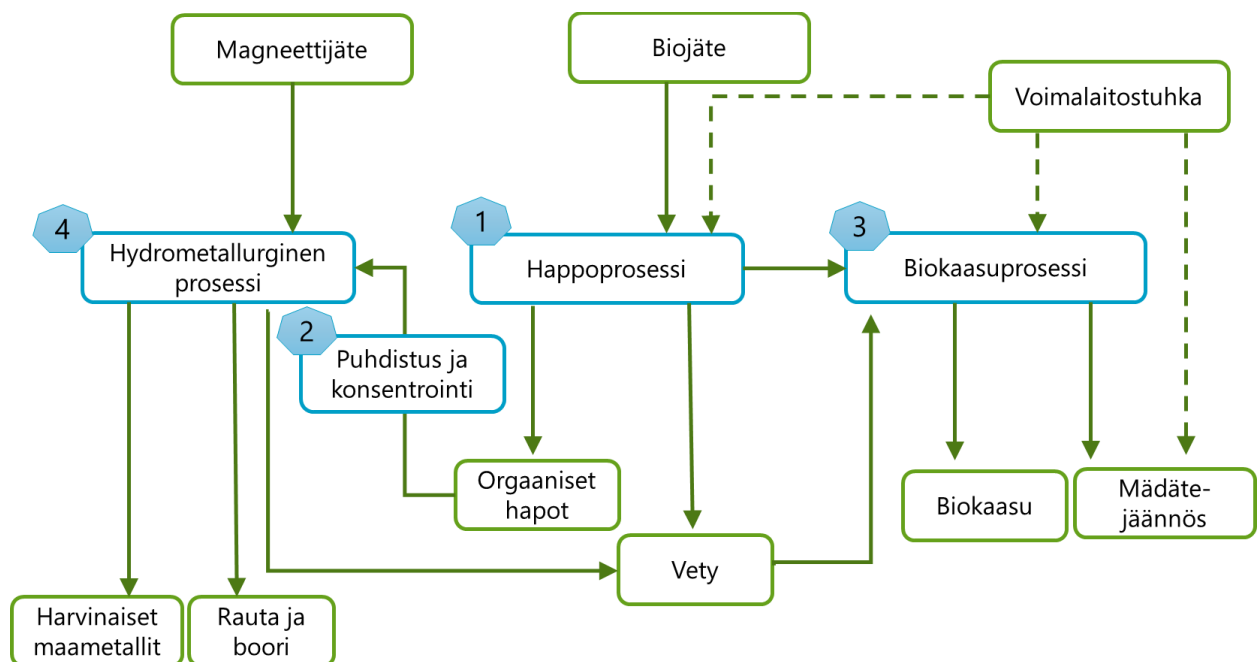 Magneettijäte
Biojäte
Voimalaitostuhka
4
Hydrometallurginen
prosessi
1
Happoprosessi
3
Biokaasuprosessi
2
Puhdistus ja
konsentrointi
Orgaaniset
hapot
Biokaasu
Mädäte-
jäännös
Vety
Harvinaiset
maametallit
Rauta ja
boori